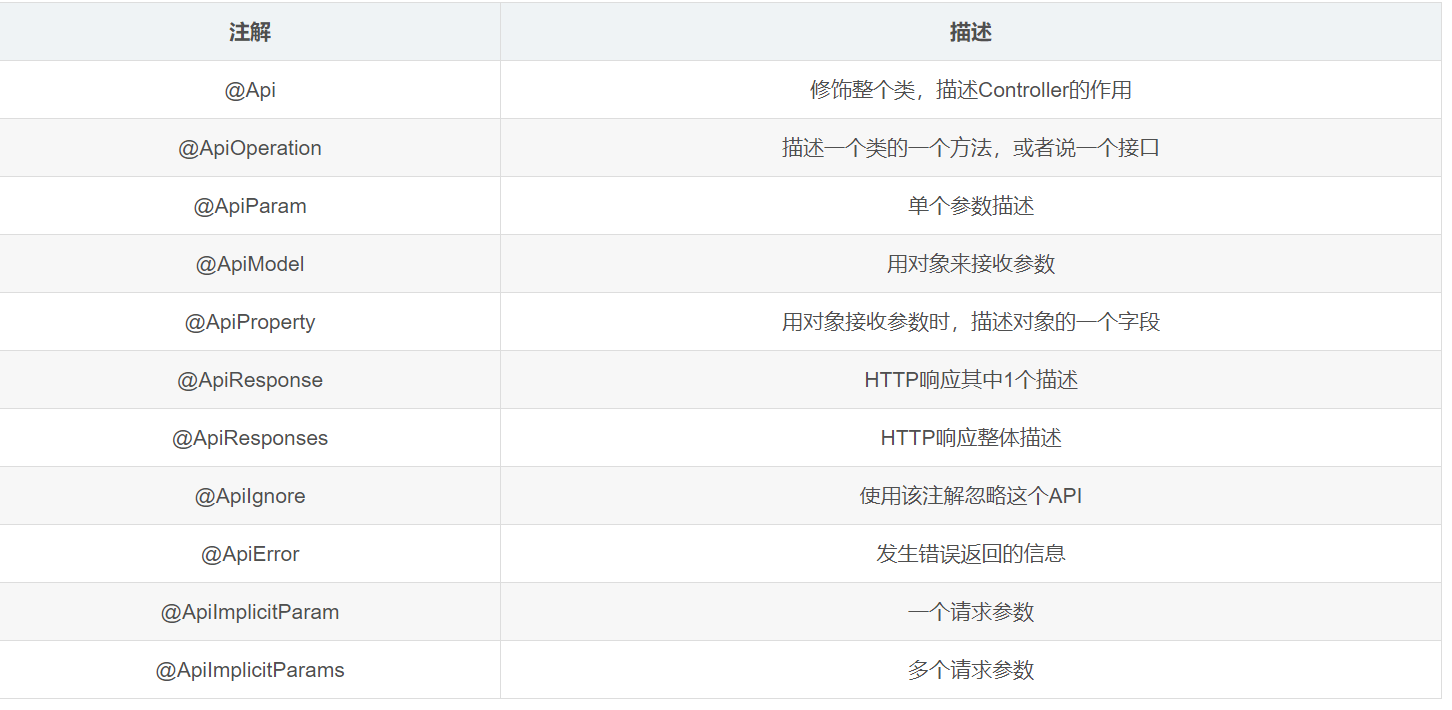 注解 描述
@Api 修饰整个类，描述Controller的作用
@ApiOperation 描述一个类的一个方法，或者说一个接口
@ApiParam 单个参数描述
@ApiModel 用对象来接收参数
@ApiProperty 用对象接收参数时，描述对象的一个字段
@ApiResponse HTTP响应其中1个描述
@ApiResponses HTTP响应整体描述
@ApiIgnore 使用该注解忽略这个API
@ApiError 发生错误返回的信息
@ApiImplicitParam 一个请求参数
@ApiImplicitParams 多个请求参数